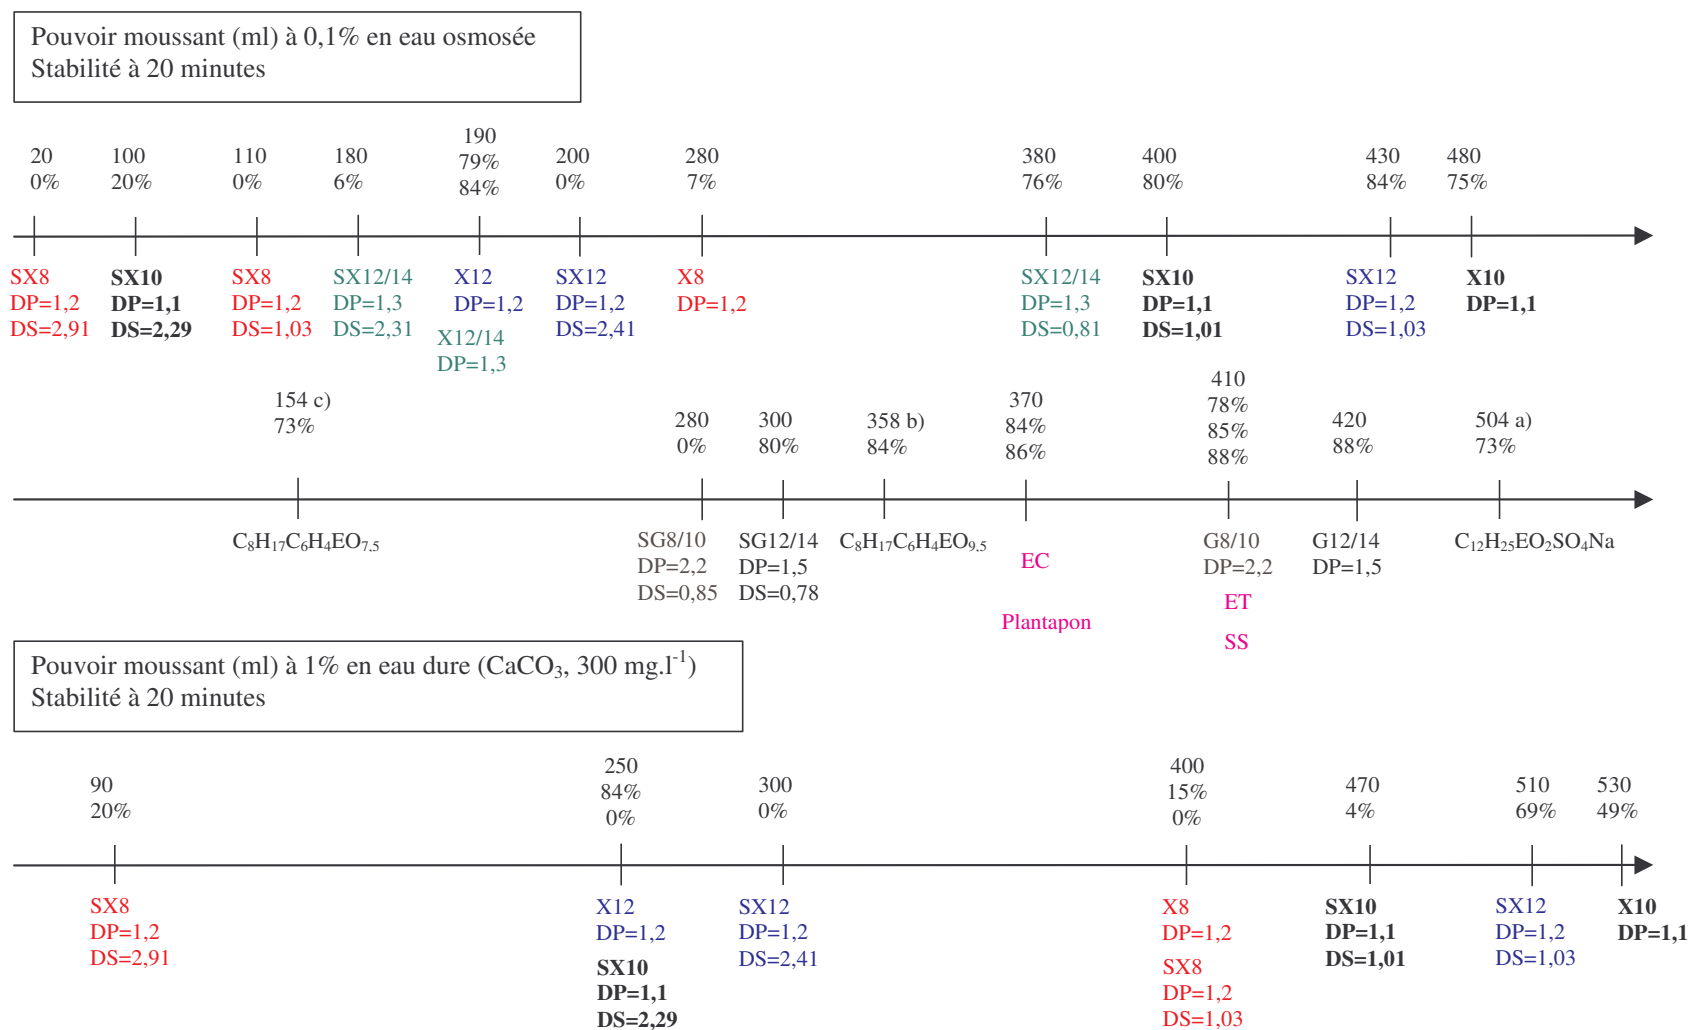 Pouvoir moussant (ml) à 0,1% en eau osmosée
Stabilité à 20 minutes
20
0%
100
20%
110
0%
180
6%
190
79%
84%
200
0%
280
7%
380
76%
400
80%
430
84%
480
75%
SX8
DP=1,2
DS=2,91
SX10
DP=1,1
DS=2,29
SX8
DP=1,2
DS=1,03
SX12/14
DP=1,3
DS=2,31
X12
DP=1,2
X12/14
DP=1,3
SX12
DP=1,2
DS=2,41
X8
DP=1,2
SX12/14
DP=1,3
DS=0,81
SX10
DP=1,1
DS=1,01
SX12
DP=1,2
DS=1,03
X10
DP=1,1
154 c)
73%
280
0%
300
80%
358 b)
84%
370
84%
86%
410
78%
85%
88%
420
88%
504 a)
73%
C₈H₁₇C₆H₄EO₇.₅
SG8/10
DP=2,2
DS=0,85
SG12/14
DP=1,5
DS=0,78
C₈H₁₇C₆H₄EO₉.₅
EC
Plantapon
G8/10
DP=2,2
ET
SS
G12/14
DP=1,5
C₁₂H₂₅EO₂SO₄Na
Pouvoir moussant (ml) à 1% en eau dure (CaCO₃, 300 mg.l⁻¹)
Stabilité à 20 minutes
90
20%
250
84%
0%
300
0%
400
15%
0%
470
4%
510
69%
530
49%
SX8
DP=1,2
DS=2,91
X12
DP=1,2
SX10
DP=1,1
DS=2,29
SX12
DP=1,2
DS=2,41
X8
DP=1,2
SX8
DP=1,2
DS=1,03
SX10
DP=1,1
DS=1,01
SX12
DP=1,2
DS=1,03
X10
DP=1,1